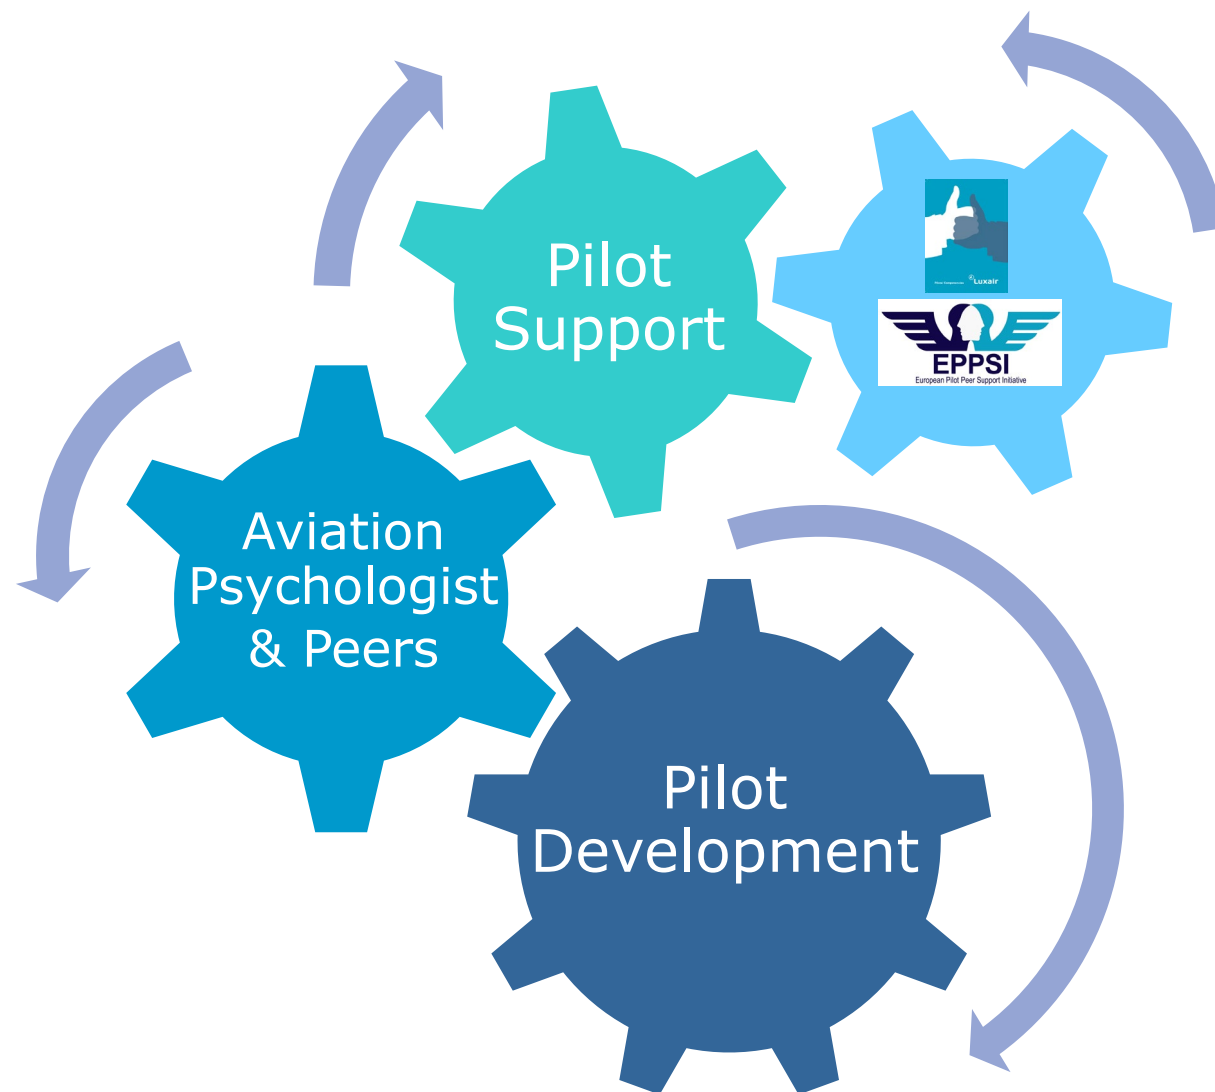 Pilot
Support
Luxair
EPPSI
European Pilot Peer Support Initiative
Aviation
Psychologist
& Peers
Pilot
Development